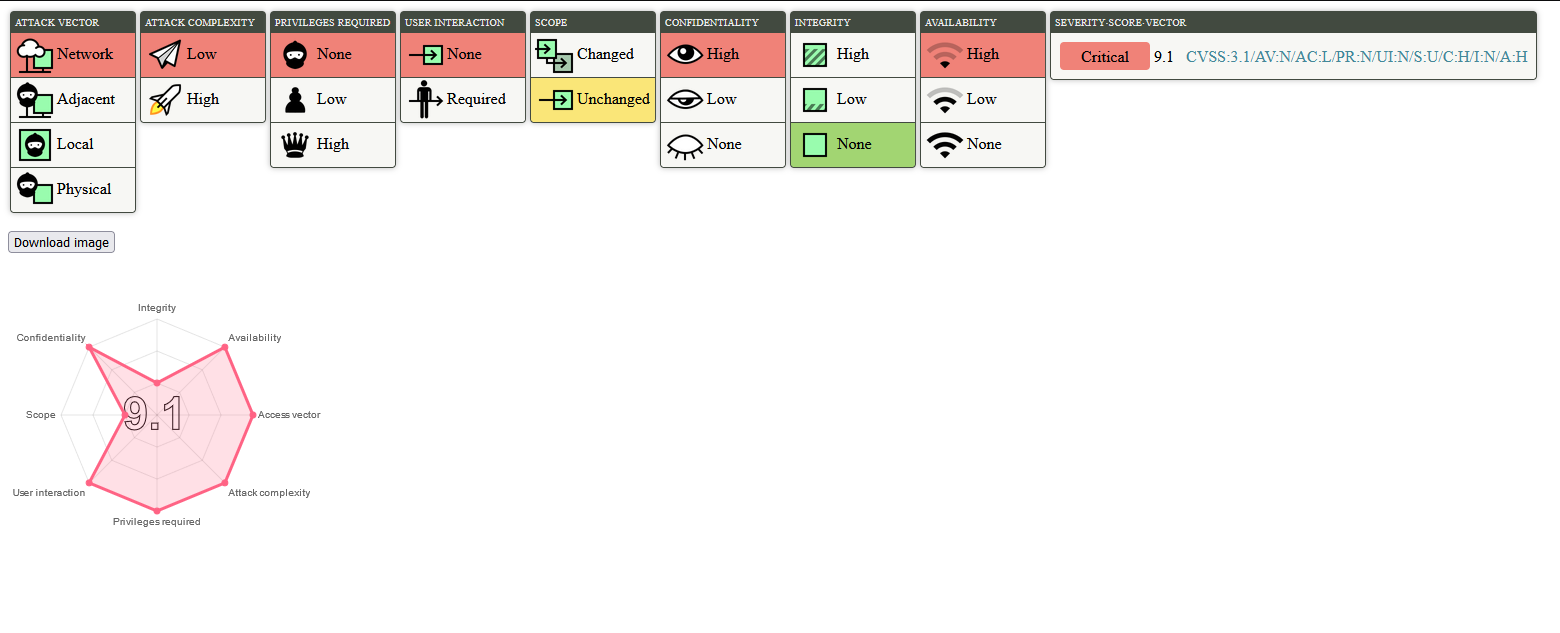 ATTACK VECTOR
Network
Adjacent
Local
Physical
ATTACK COMPLEXITY
Low
High
PRIVILEGES REQUIRED
None
Low
High
USER INTERACTION
None
Required
SCOPE
Changed
Unchanged
CONFIDENTIALITY
High
Low
None
INTEGRITY
High
Low
None
AVAILABILITY
High
Low
None
SEVERITY·SCORE·VECTOR
Critical 9.1 CVSS:3.1/AV:N/AC:L/PR:N/UI:N/S:U/C:H/I:N/A:H
Download image
Integrity
Confidentiality
Availability
Scope
9.1
Access vector
User interaction
Attack complexity
Privileges required